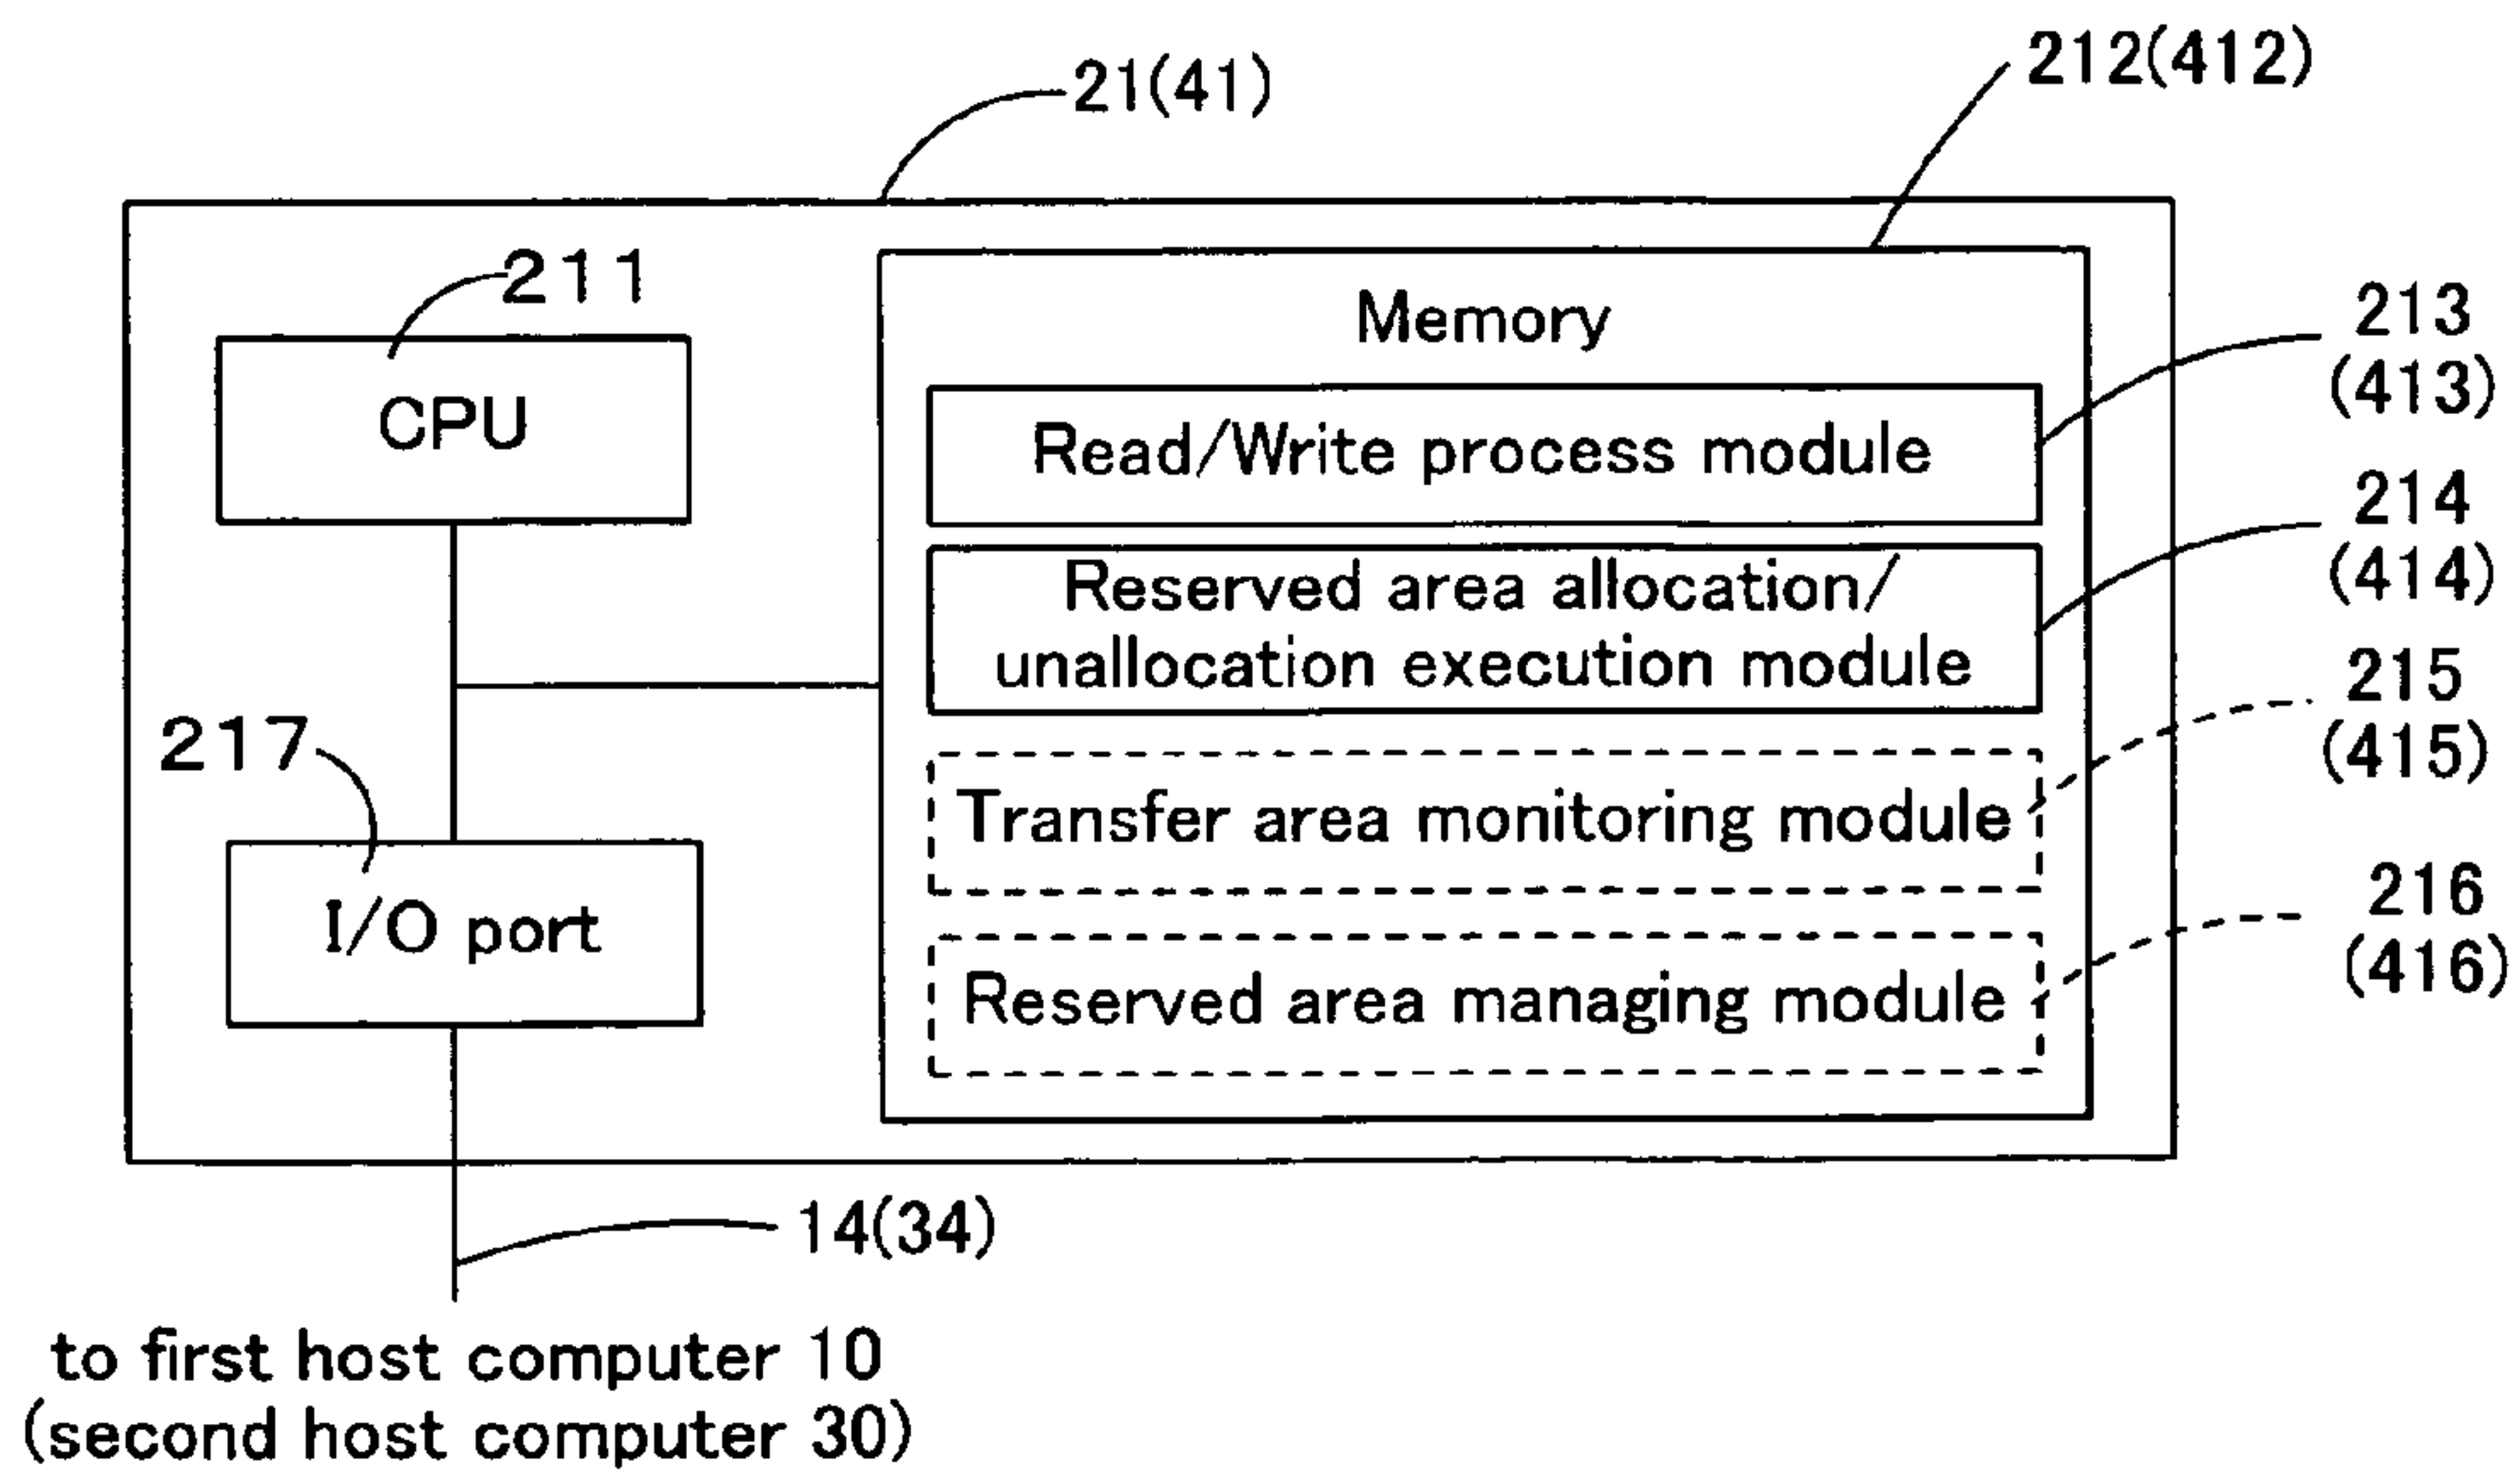 21(41)
212(412)
211
CPU
217
I/O port
Memory
Read/Write process module
Reserved area allocation/
unallocation execution module
Transfer area monitoring module
Reserved area managing module
213
(413)
214
(414)
215
(415)
216
(416)
14(34)
to first host computer 10
(second host computer 30)